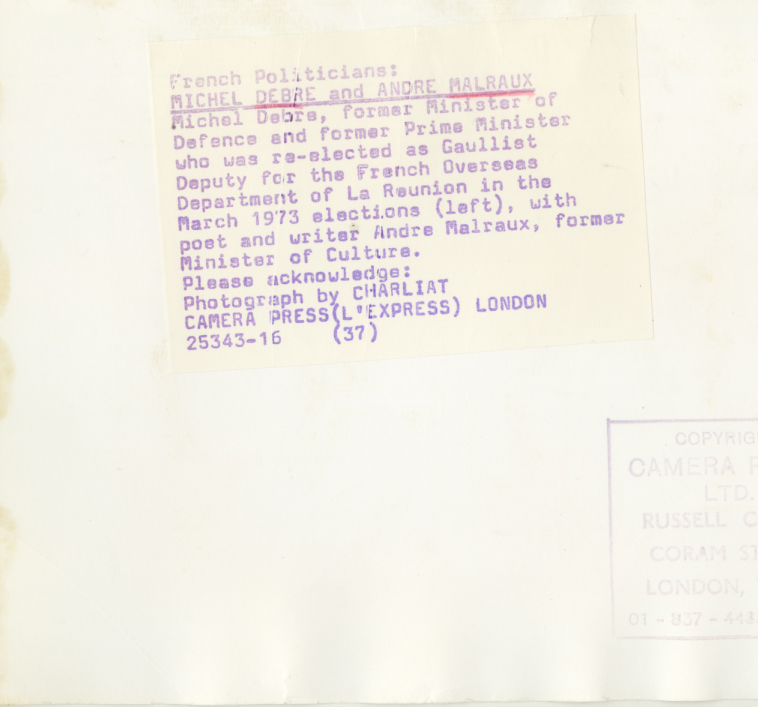 French Politicians:
MICHEL DEBRE and ANDRE MALRAUX
Michel Debre, former Minister of
Defence and former Prime Minister
who was re-elected as Gaullist
Deputy for the French Overseas
Department of La Reunion in the
March 1973 elections (left), with
poet and writer Andre Malraux, former
Minister of Culture.
Please acknowledge:
Photograph by CHARLIAT
CAMERA PRESS(L'EXPRESS) LONDON
25343-16 (37)
COPYRIG
CAMERA P
LTD.
RUSSELL C
CORAM ST
LONDON,
01 - 837 - 443